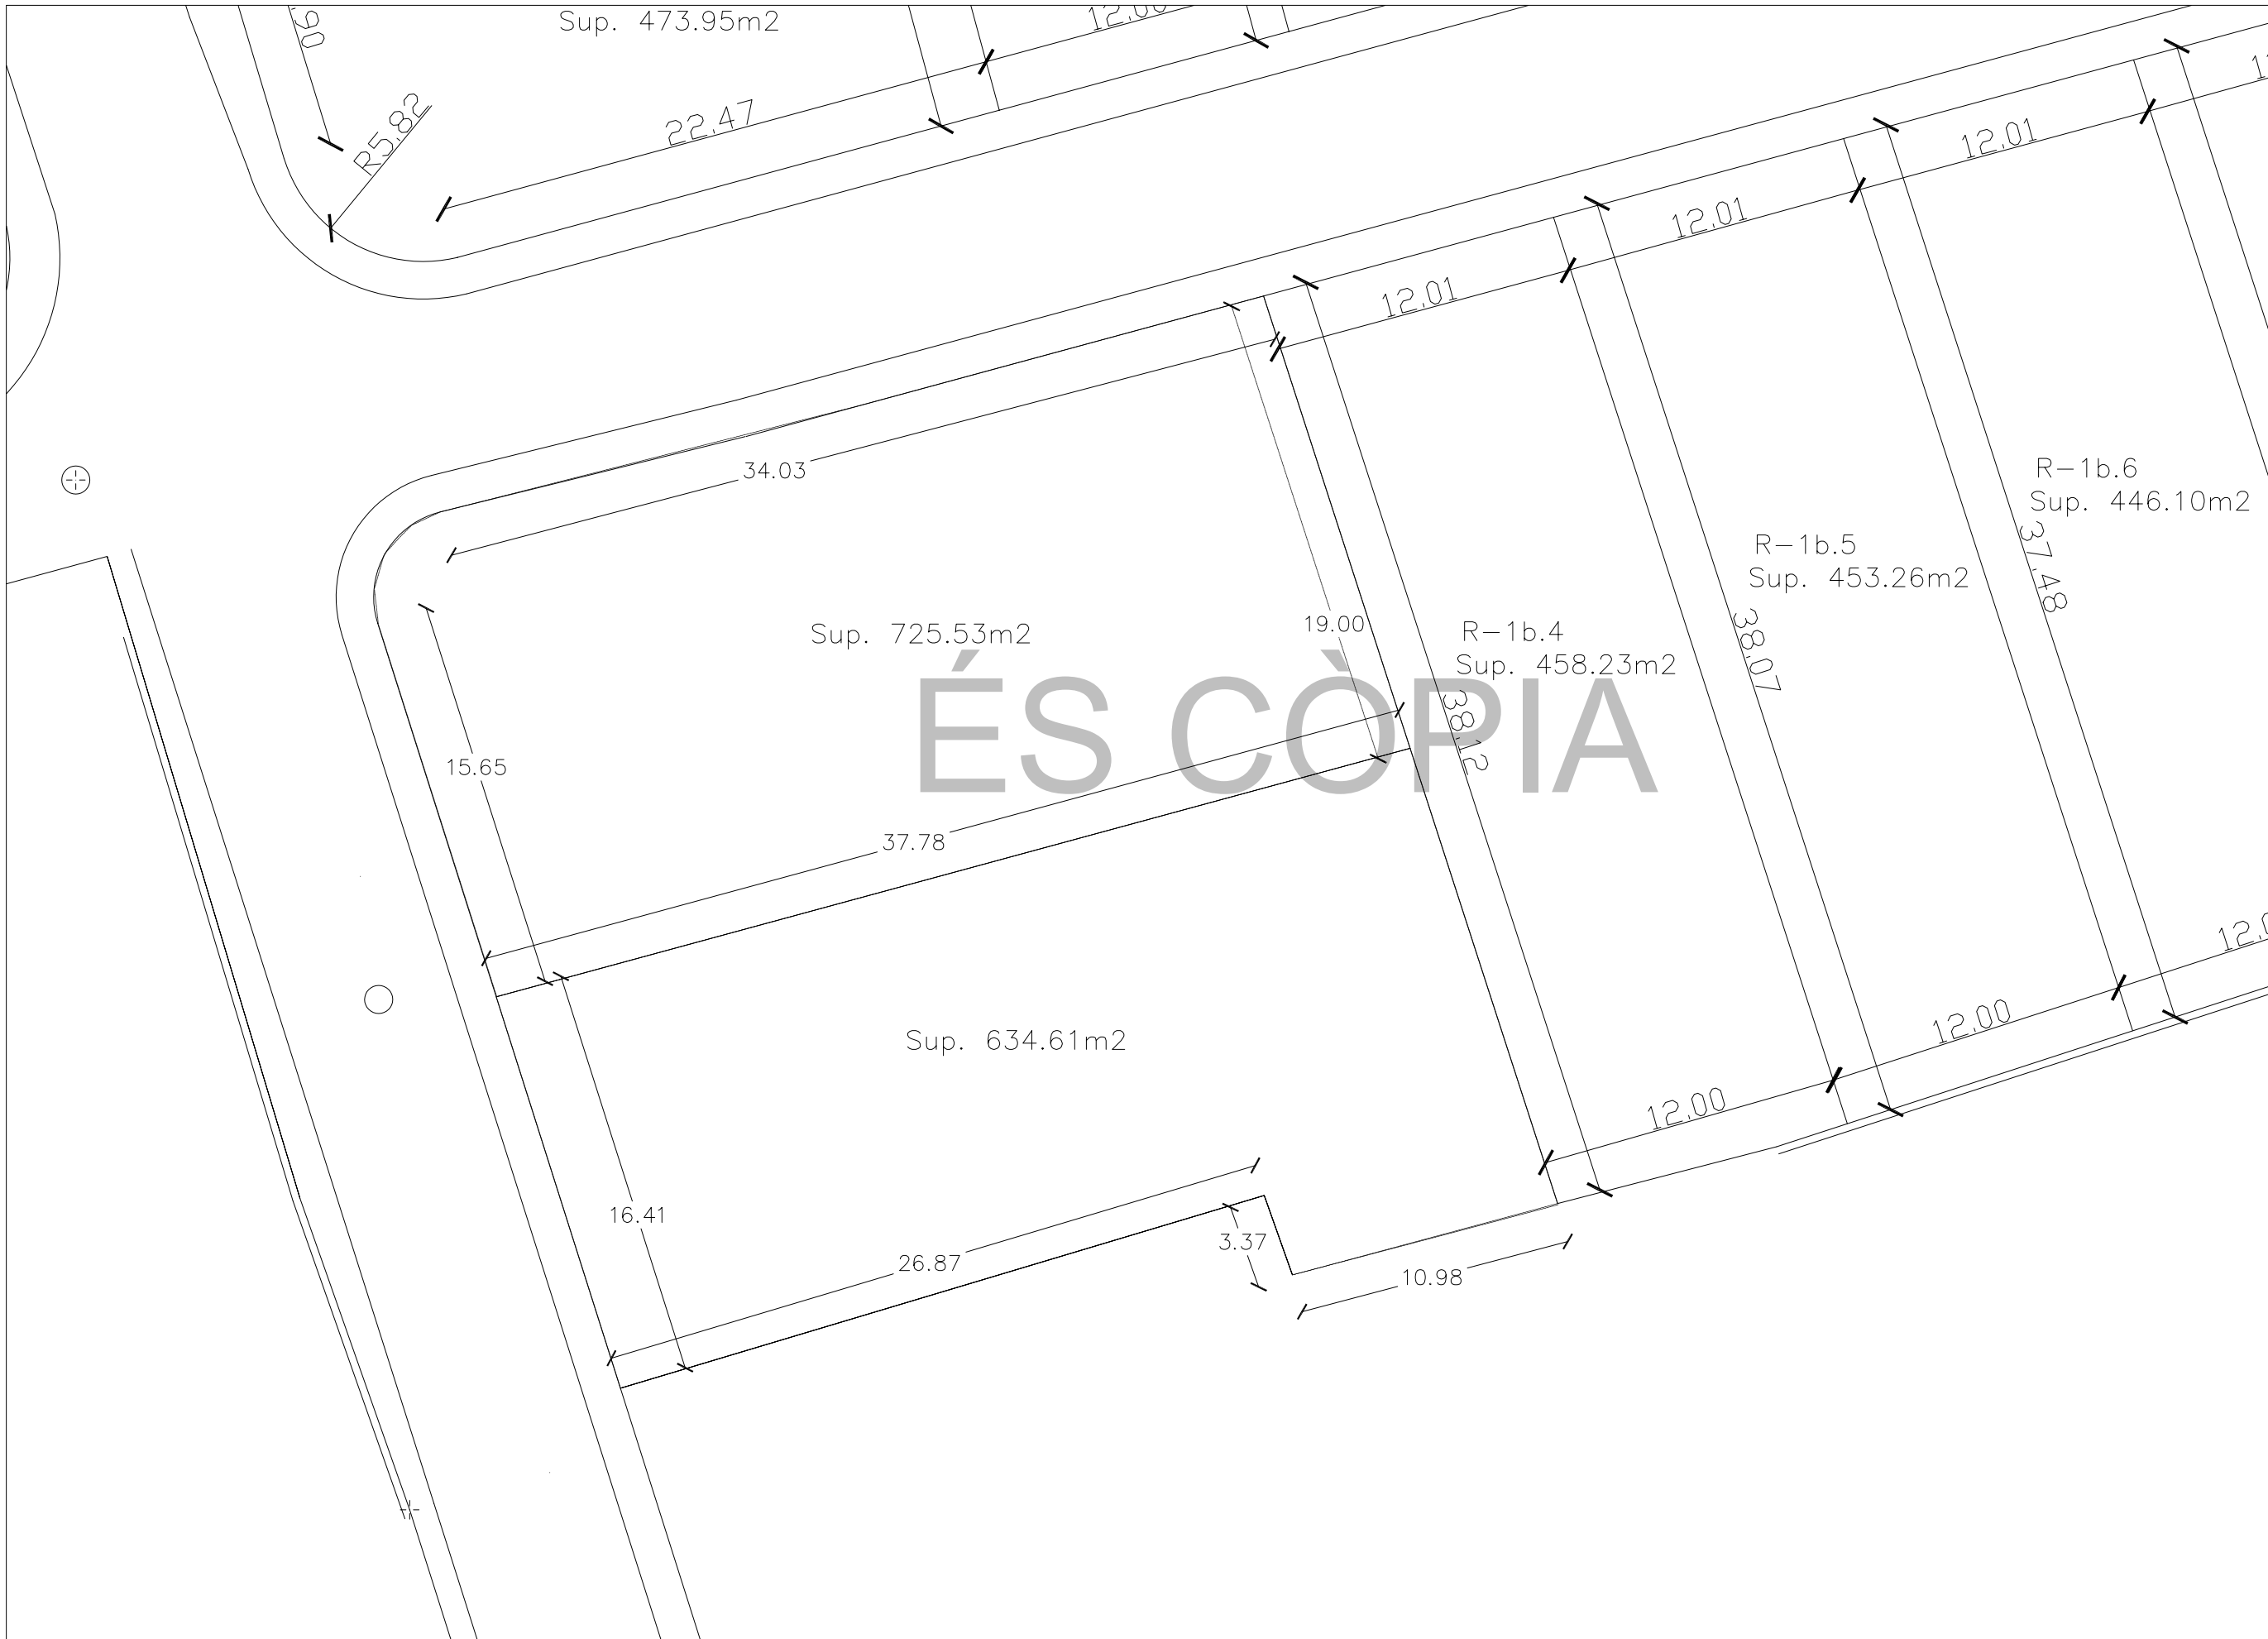 Sup. 473.95m2
12.00
22.47
R5.82
12.01
12.01
12.01
34.03
R-1b.6
Sup. 446.10m2
R-1b.5
Sup. 453.26m2
37.48
Sup. 725.53m2
19.00
R-1b.4
Sup. 458.23m2
38.07
ÉS CÒPIA
38.12
15.65
37.78
12.00
Sup. 634.61m2
12.00
16.41
3.37
26.87
10.98